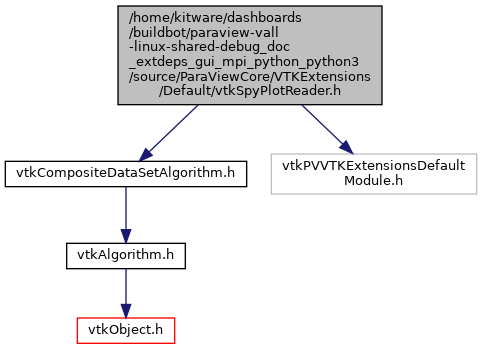 /home/kitware/dashboards
/buildbot/paraview-vall
-linux-shared-debug_doc
_extdeps_gui_mpi_python_python3
/source/ParaViewCore/VTKExtensions
/Default/vtkSpyPlotReader.h
vtkCompositeDataSetAlgorithm.h
vtkPVVTKExtensionsDefault
Module.h
vtkAlgorithm.h
vtkObject.h